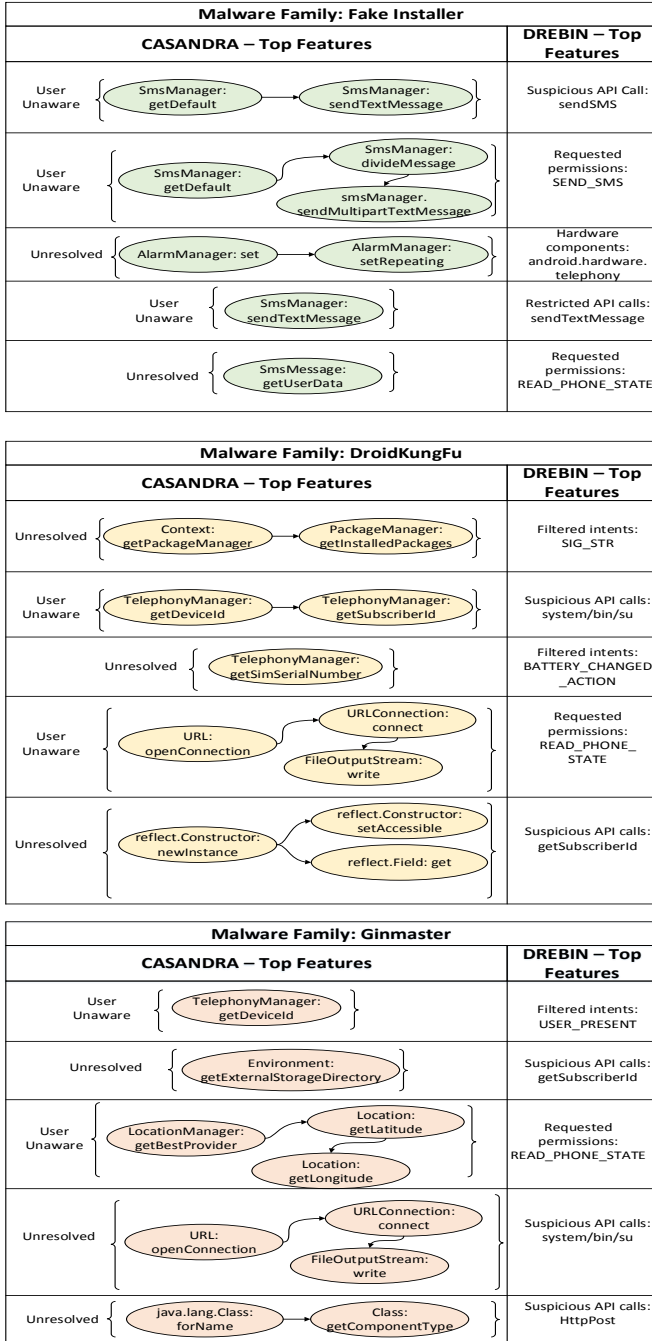 Malware Family: Fake Installer
CASANDRA – Top Features
DREBIN – Top
Features
User
Unaware
SmsManager:
getDefault
SmsManager:
sendTextMessage
Suspicious API Call:
sendSMS
User
Unaware
SmsManager:
getDefault
SmsManager:
divideMessage
smsManager.
sendMultipartTextMessage
Requested
permissions:
SEND_SMS
Unresolved
AlarmManager: set
AlarmManager:
setRepeating
Hardware
components:
android.hardware.
telephony
User
Unaware
SmsManager:
sendTextMessage
Restricted API calls:
sendTextMessage
Unresolved
SmsMessage:
getUserData
Requested
permissions:
READ_PHONE_STATE
Malware Family: DroidKungFu
CASANDRA – Top Features
DREBIN – Top
Features
Unresolved
Context:
getPackageManager
PackageManager:
getInstalledPackages
Filtered intents:
SIG_STR
User
Unaware
TelephonyManager:
getDeviceId
TelephonyManager:
getSubscriberId
Suspicious API calls:
system/bin/su
Unresolved
TelephonyManager:
getSimSerialNumber
Filtered intents:
BATTERY_CHANGED
_ACTION
User
Unaware
URL:
openConnection
URLConnection:
connect
FileOutputStream:
write
Requested
permissions:
READ_PHONE_
STATE
Unresolved
reflect.Constructor:
newInstance
reflect.Constructor:
setAccessible
reflect.Field: get
Suspicious API calls:
getSubscriberId
Malware Family: Ginmaster
CASANDRA – Top Features
DREBIN – Top
Features
User
Unaware
TelephonyManager:
getDeviceId
Filtered intents:
USER_PRESENT
Unresolved
Environment:
getExternalStorageDirectory
Suspicious API calls:
getSubscriberId
User
Unaware
LocationManager:
getBestProvider
Location:
getLatitude
Location:
getLongitude
Requested
permissions:
READ_PHONE_STATE
Unresolved
URL:
openConnection
URLConnection:
connect
FileOutputStream:
write
Suspicious API calls:
system/bin/su
Unresolved
java.lang.Class:
forName
Class:
getComponentType
Suspicious API calls:
HttpPost